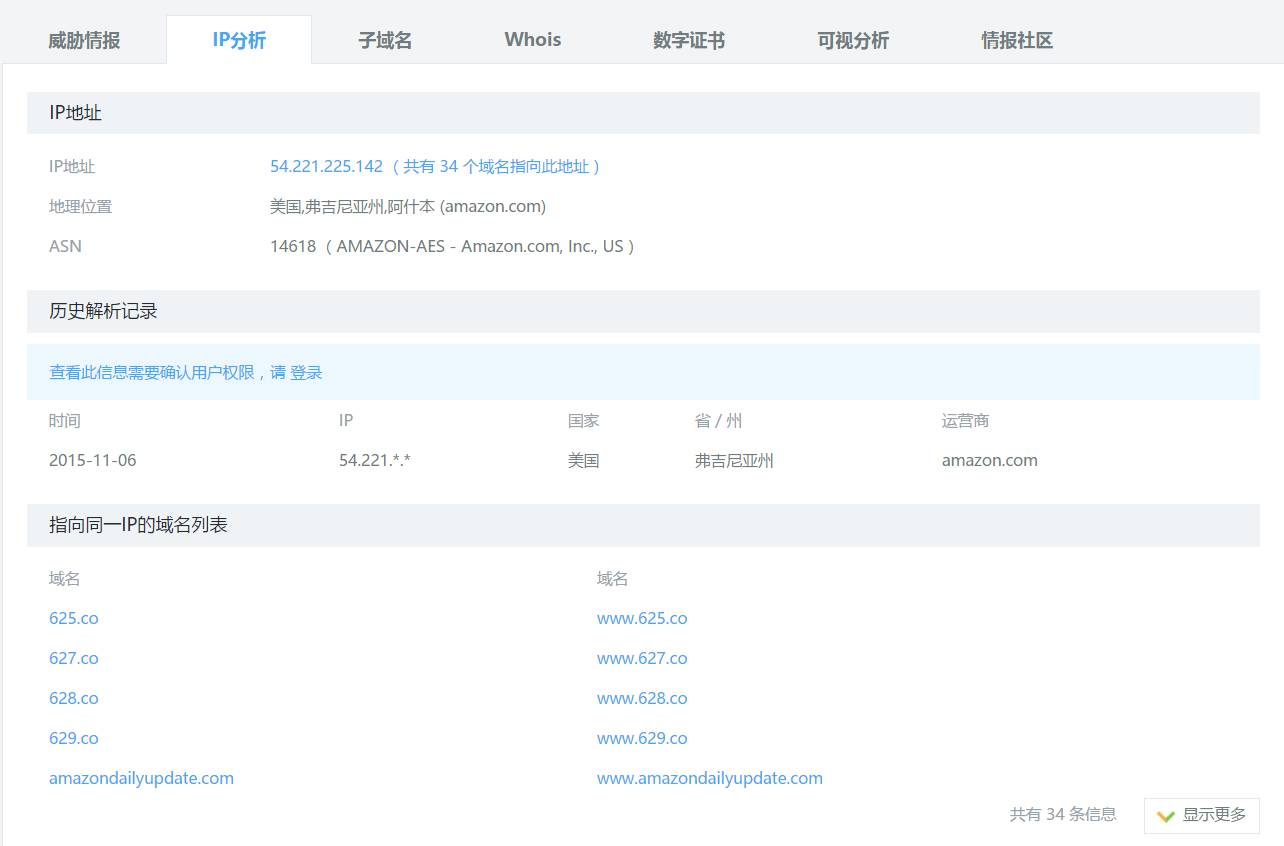 威胁情报 IP分析 子域名 Whois 数字证书 可视分析 情报社区
IP地址
IP地址 54.221.225.142 ( 共有 34 个域名指向此地址 )
地理位置 美国,弗吉尼亚州,阿什本 (amazon.com)
ASN 14618 ( AMAZON-AES - Amazon.com, Inc., US )
历史解析记录
查看此信息需要确认用户权限，请 登录
时间 IP 国家 省 / 州 运营商
2015-11-06 54.221.*.* 美国 弗吉尼亚州 amazon.com
指向同一IP的域名列表
域名 域名
625.co www.625.co
627.co www.627.co
628.co www.628.co
629.co www.629.co
amazondailyupdate.com www.amazondailyupdate.com
共有 34 条信息 显示更多